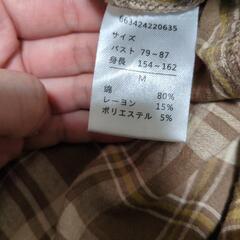 663424220635
サイズ
バスト 79~87
身長 154~162
M
綿 80%
レーヨン 15%
ポリエステル 5%